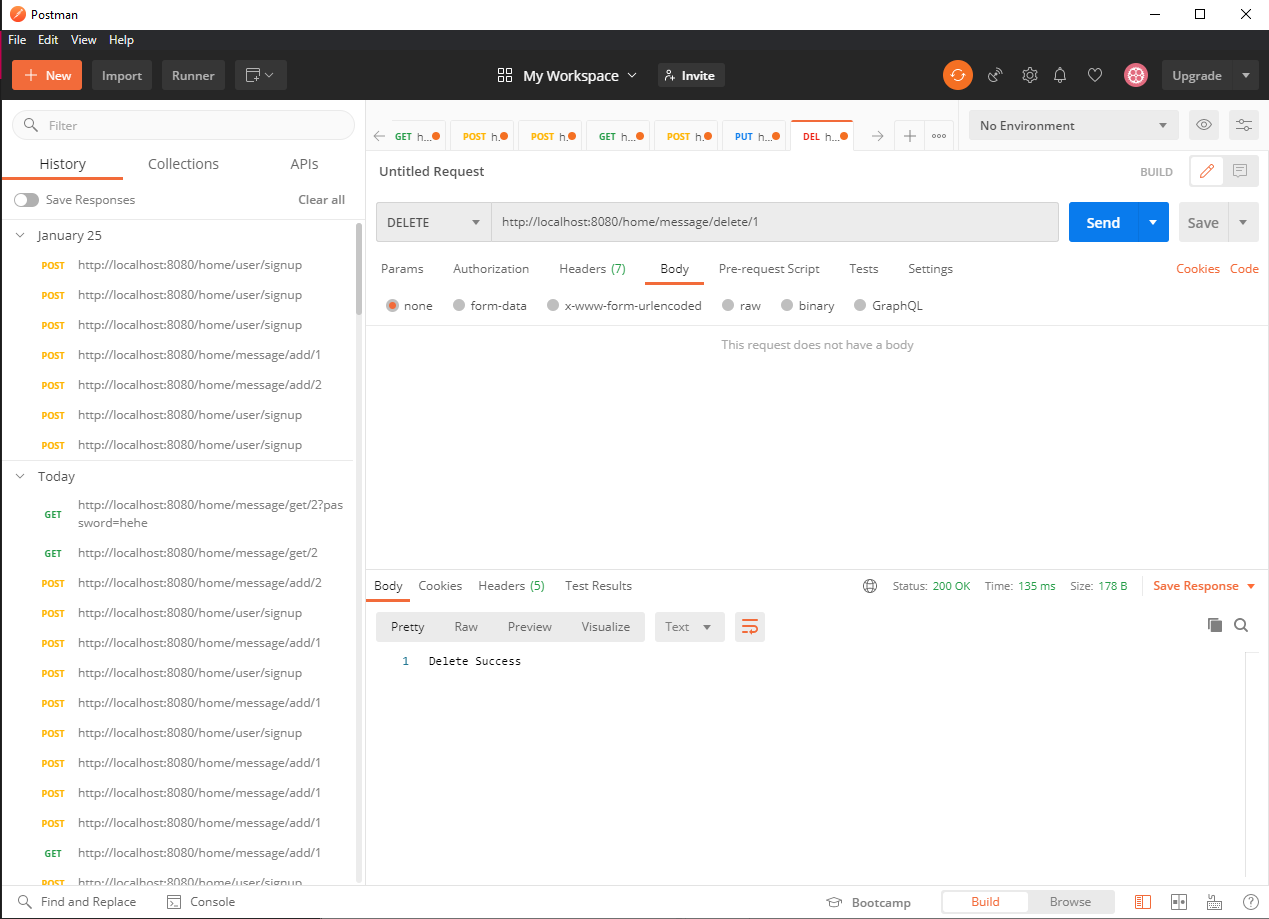 Postman
File Edit View Help
New Import Runner My Workspace Invite Upgrade
Filter
History Collections APIs
Save Responses Clear all
January 25
POST http://localhost:8080/home/user/signup
POST http://localhost:8080/home/user/signup
POST http://localhost:8080/home/user/signup
POST http://localhost:8080/home/message/add/1
POST http://localhost:8080/home/message/add/2
POST http://localhost:8080/home/user/signup
POST http://localhost:8080/home/user/signup
Today
GET http://localhost:8080/home/message/get/2?pas
sword=hehe
GET http://localhost:8080/home/message/get/2
POST http://localhost:8080/home/message/add/2
POST http://localhost:8080/home/user/signup
POST http://localhost:8080/home/message/add/1
POST http://localhost:8080/home/user/signup
POST http://localhost:8080/home/message/add/1
POST http://localhost:8080/home/user/signup
POST http://localhost:8080/home/message/add/1
POST http://localhost:8080/home/message/add/1
POST http://localhost:8080/home/message/add/1
GET http://localhost:8080/home/message/add/1
POST http://localhost:8080/home/user/signup
GET h... POST h. POST h. GET h... POST h. PUT h... DEL h...
No Environment
Untitled Request BUILD
DELETE http://localhost:8080/home/message/delete/1 Send Save
Params Authorization Headers (7) Body Pre-request Script Tests Settings Cookies Code
none form-data x-www-form-urlencoded raw binary GraphQL
This request does not have a body
Body Cookies Headers (5) Test Results Status: 200 OK Time: 135 ms Size: 178 B Save Response
Pretty Raw Preview Visualize Text
1 Delete Success
Find and Replace Console Bootcamp Build Browse